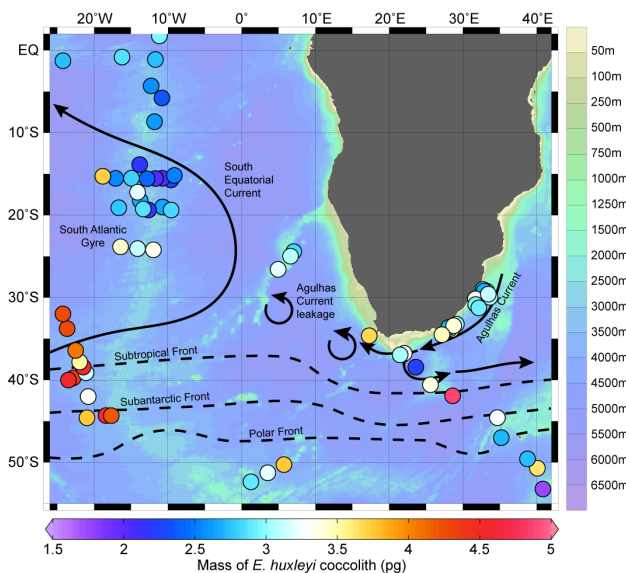 20°W 10°W 0° 10°E 20°E 30°E 40°E
EQ
10°S
20°S
30°S
40°S
50°S
South
Equatorial
Current
South Atlantic
Gyre
Agulhas
Current
leakage
Agulhas Current
Subtropical Front
Subantarctic Front
Polar Front
50m
100m
250m
500m
750m
1000m
1500m
2000m
2500m
3000m
3500m
4000m
4500m
5000m
5500m
6000m
6500m
1.5 2 2.5 3 3.5 4 4.5 5
Mass of E. huxleyi coccolith (pg)